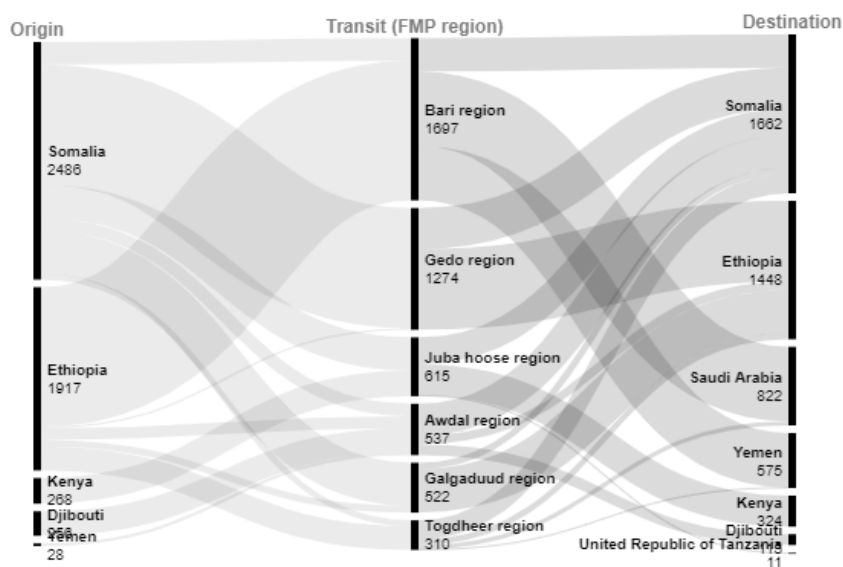 Origin
Transit (FMP region)
Destination
Somalia
2486
Ethiopia
1917
Kenya
268
Djibouti
256
Yemen
28
Bari region
1697
Gedo region
1274
Juba hoose region
615
Awdal region
537
Galgaduud region
522
Togdheer region
310
Somalia
1662
Ethiopia
1448
Saudi Arabia
822
Yemen
575
Kenya
324
Djibouti
113
United Republic of Tanzania
11